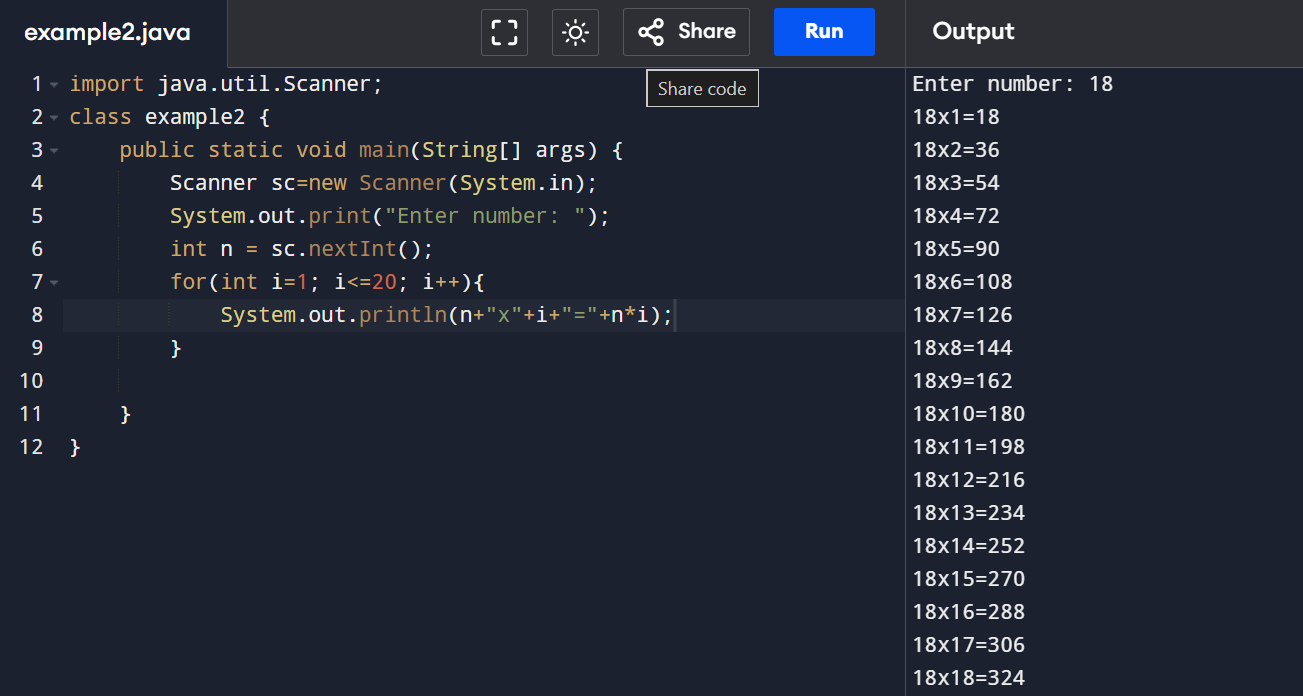 example2.java
Share
Run
Output
Share code
1 import java.util.Scanner;
2 class example2 {
3 public static void main(String[] args) {
4 Scanner sc=new Scanner(System.in);
5 System.out.print("Enter number: ");
6 int n = sc.nextInt();
7 for(int i=1; i<=20; i++){
8 System.out.println(n+"x"+i+"="+n*i);
9 }
10
11 }
12 }
Enter number: 18
18x1=18
18x2=36
18x3=54
18x4=72
18x5=90
18x6=108
18x7=126
18x8=144
18x9=162
18x10=180
18x11=198
18x12=216
18x13=234
18x14=252
18x15=270
18x16=288
18x17=306
18x18=324